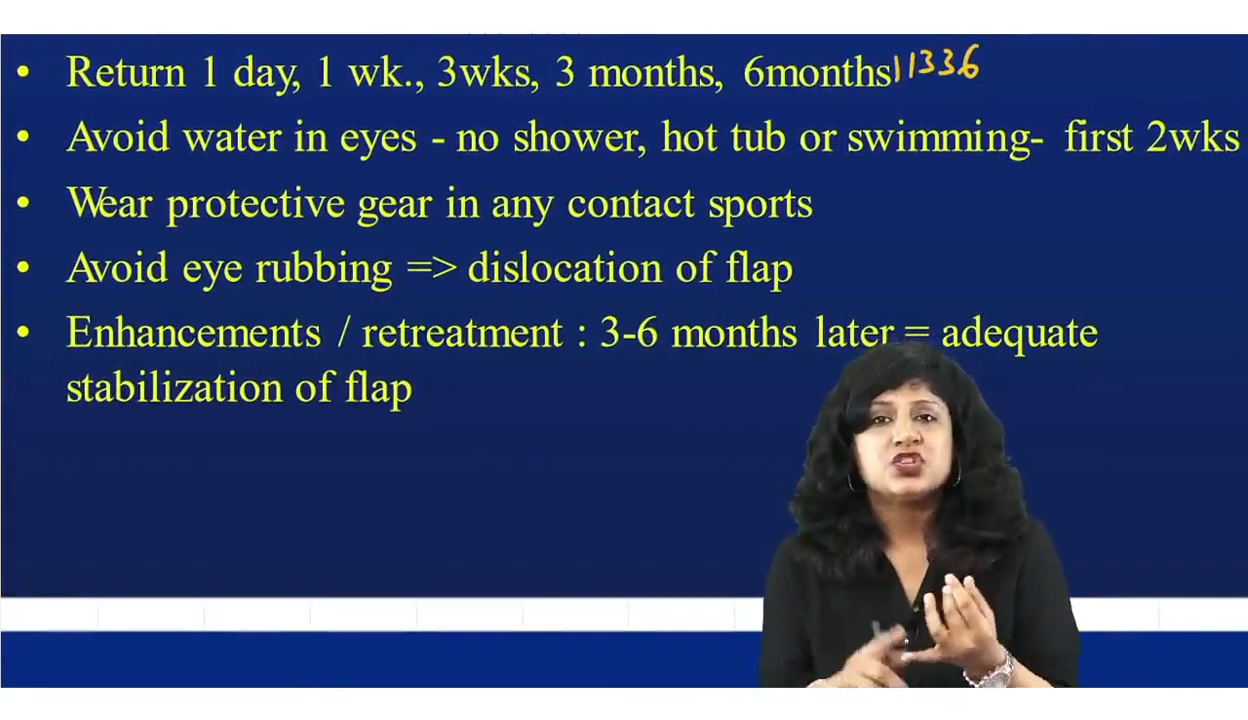 • Return 1 day, 1 wk., 3wks, 3 months, 6months 11336
• Avoid water in eyes - no shower, hot tub or swimming- first 2wks
• Wear protective gear in any contact sports
• Avoid eye rubbing => dislocation of flap
• Enhancements / retreatment : 3-6 months later = adequate
stabilization of flap